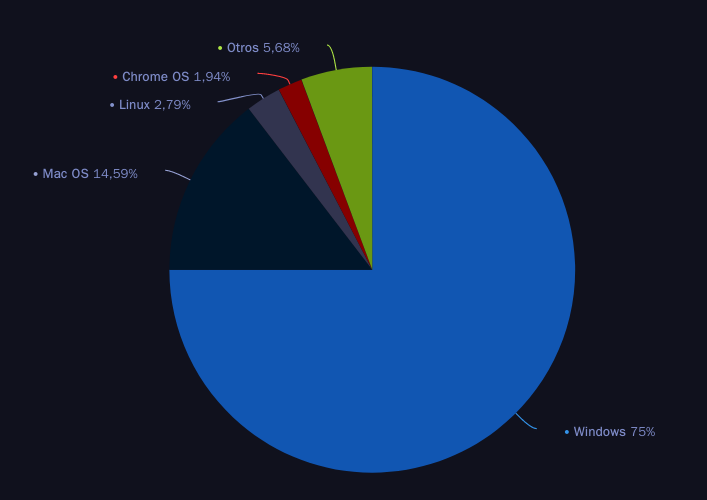 Otros 5,68%
Chrome OS 1,94%
Linux 2,79%
Mac OS 14,59%
Windows 75%